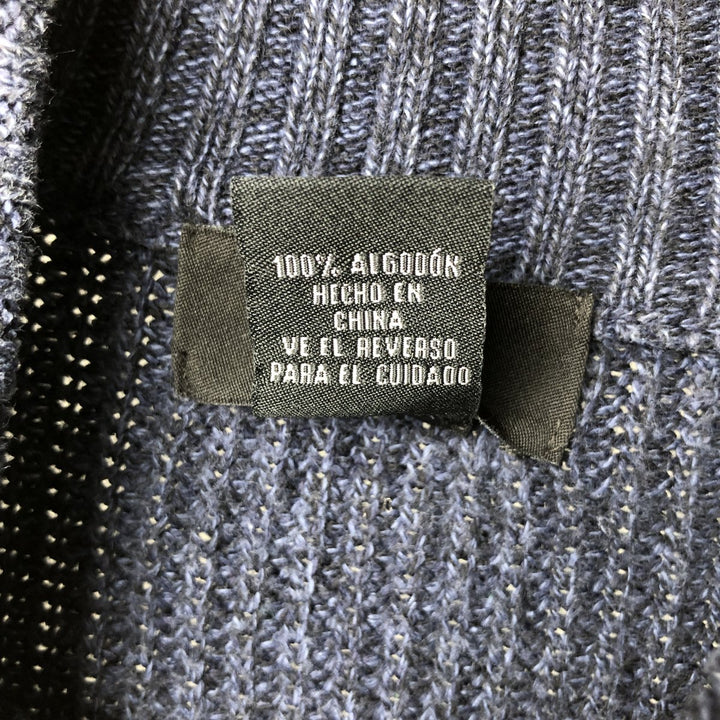 100% ALGODÓN
HECHO EN
CHINA
VE EL REVERSO
PARA EL CUIDADO